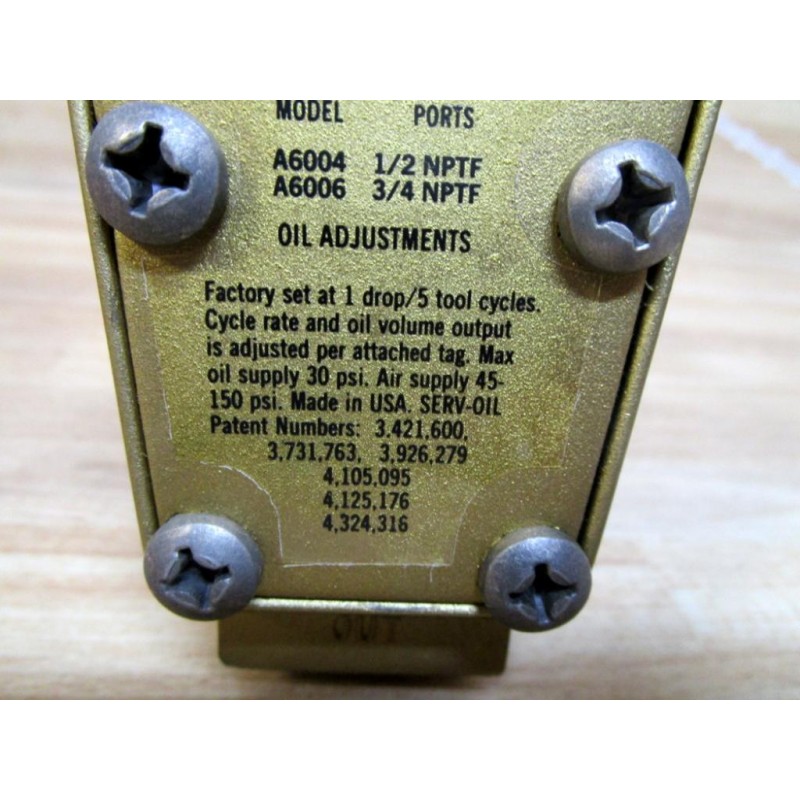 MODEL PORTS
A6004 1/2 NPTF
A6006 3/4 NPTF
OIL ADJUSTMENTS
Factory set at 1 drop/5 tool cycles.
Cycle rate and oil volume output
is adjusted per attached tag. Max
oil supply 30 psi. Air supply 45-
150 psi. Made in USA. SERV-OIL
Patent Numbers: 3,421,600,
3,731,763, 3,926,279
4,105,095
4,125,176
4,324,316
OUT